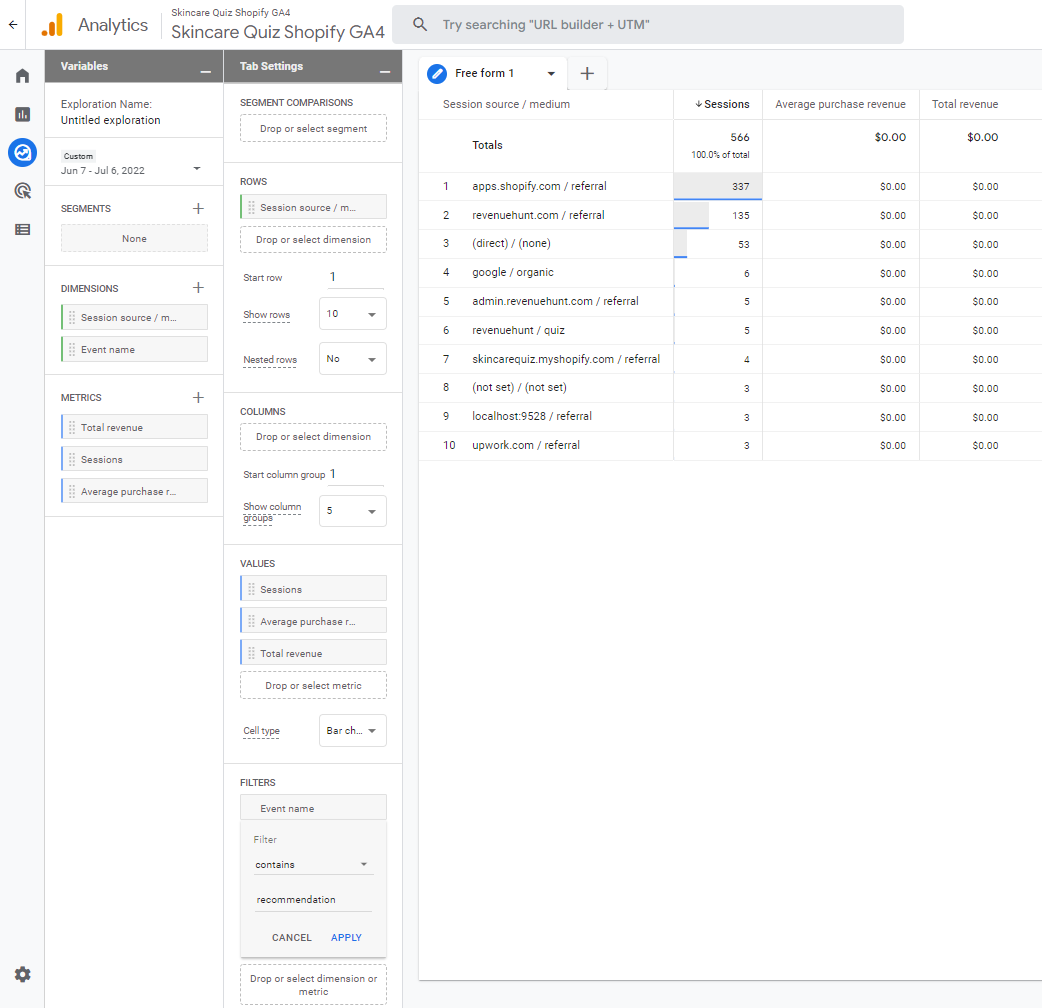 Analytics
Skincare Quiz Shopify GA4
Skincare Quiz Shopify GA4
Try searching "URL builder + UTM"
Variables
Exploration Name:
Untitled exploration
Custom
Jun 7 - Jul 6, 2022
SEGMENTS
None
DIMENSIONS
Session source / m...
Event name
METRICS
Total revenue
Sessions
Average purchase r...
Tab Settings
SEGMENT COMPARISONS
Drop or select segment
ROWS
Session source / m...
Drop or select dimension
Start row 1
Show rows 10
Nested rows No
COLUMNS
Drop or select dimension
Start column group 1
Show column
groups 5
VALUES
Sessions
Average purchase r...
Total revenue
Drop or select metric
Cell type Bar ch...
FILTERS
Event name
Filter
contains
recommendation
CANCEL APPLY
Drop or select dimension or
metric
Free form 1
Session source / medium Sessions Average purchase revenue Total revenue
Totals 566 $0.00 $0.00
100.0% of total
1 apps.shopify.com / referral 337 $0.00 $0.00
2 revenuehunt.com / referral 135 $0.00 $0.00
3 (direct) / (none) 53 $0.00 $0.00
4 google / organic 6 $0.00 $0.00
5 admin.revenuehunt.com / referral 5 $0.00 $0.00
6 revenuehunt / quiz 5 $0.00 $0.00
7 skincarequiz.myshopify.com / referral 4 $0.00 $0.00
8 (not set) / (not set) 3 $0.00 $0.00
9 localhost:9528 / referral 3 $0.00 $0.00
10 upwork.com / referral 3 $0.00 $0.00